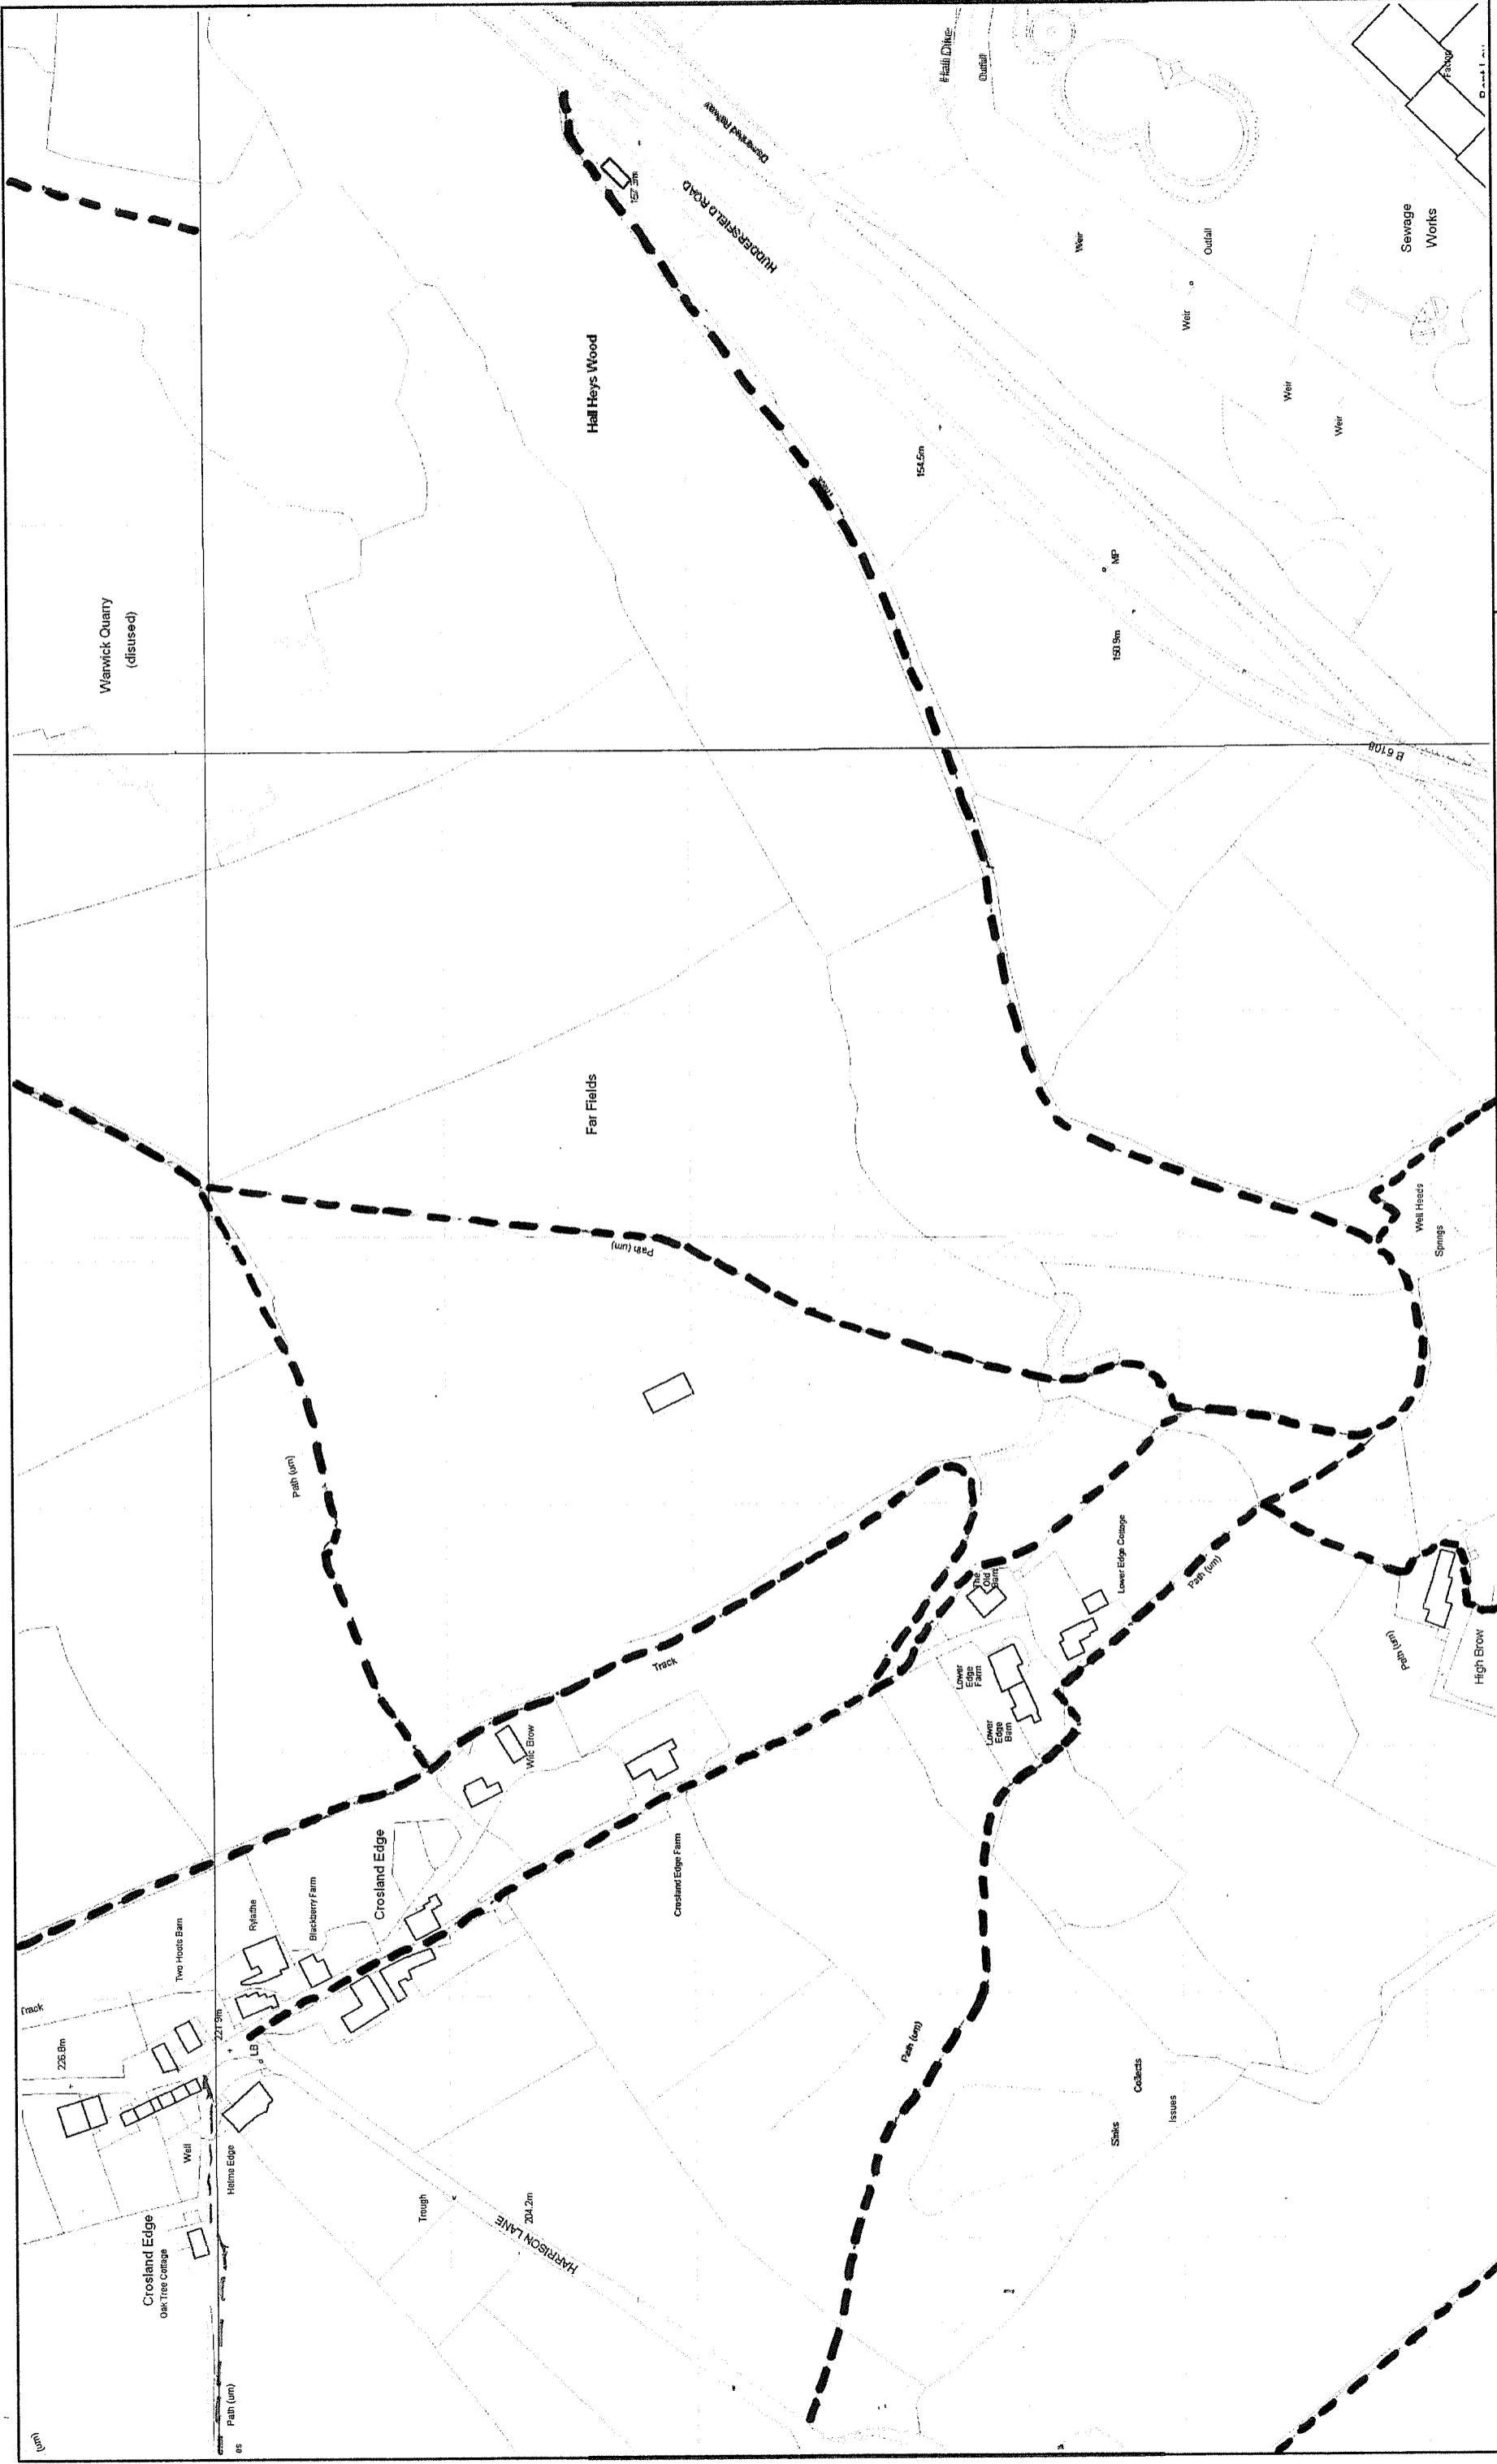 (um)
Crosland Edge
Oak Tree Cottage
Path (um)
es
Helme Edge
Well
226.8m
Track
Two Hoots Barn
221.9m
LB
Rylaithe
Blackberry Farm
Crosland Edge
Trough
204.2m
HARRISON LANE
Crosland Edge Farm
Track
Path (um)
Path (um)
Far Fields
Warwick Quarry
(disused)
Hall Heys Wood
157.3m
HUDDERSFIELD ROAD
Dismantled Railway
Hall Dike
Outfall
154.5m
MP
150.9m
B 6108
Weir
Outfall
Weir
Weir
Weir
Sewage
Works
Path (um)
Sinks
Collects
Issues
Lower
Edge
Farm
Lower
Edge
Barn
The
Old
Barn
Lower Edge Cottage
Path (um)
Path (um)
High Brow
Well Heads
Springs